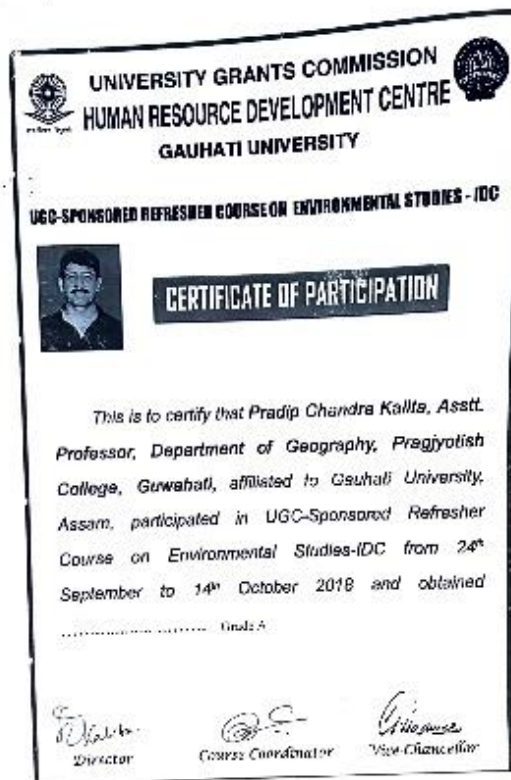 UNIVERSITY GRANTS COMMISSION
HUMAN RESOURCE DEVELOPMENT CENTRE
GAUHATI UNIVERSITY
UGC-SPONSORED REFRESHER COURSE ON ENVIRONMENTAL STUDIES - IDC
CERTIFICATE OF PARTICIPATION
This is to certify that Pradip Chandra Kalita, Asstt.
Professor, Department of Geography, Pragjyotish
College, Guwahati, affiliated to Gauhati University,
Assam, participated in UGC-Sponsored Refresher
Course on Environmental Studies-IDC from 24th
September to 14th October 2018 and obtained
........................ Grade A
Director
Course Coordinator
Vice-Chancellor